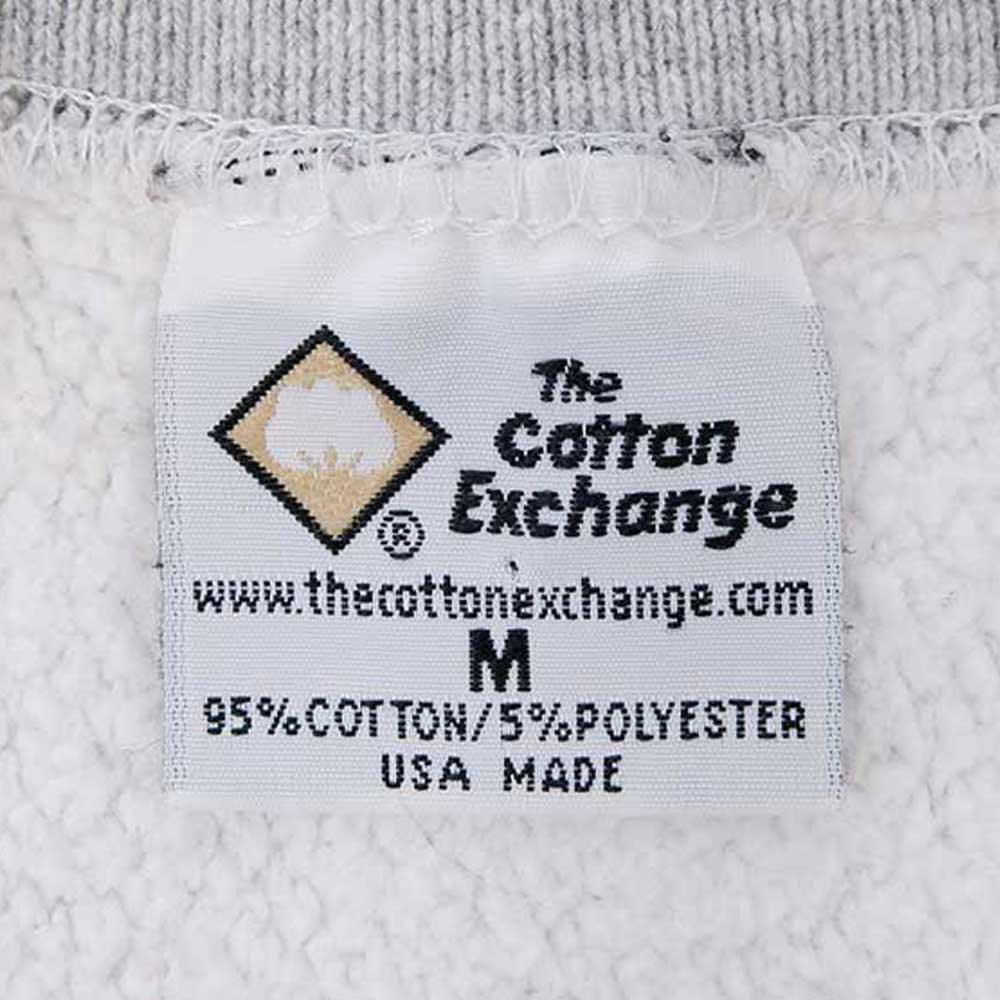 The
Cotton
Exchange
®
www.thecottonexchange.com
M
95%COTTON/5%POLYESTER
USA MADE